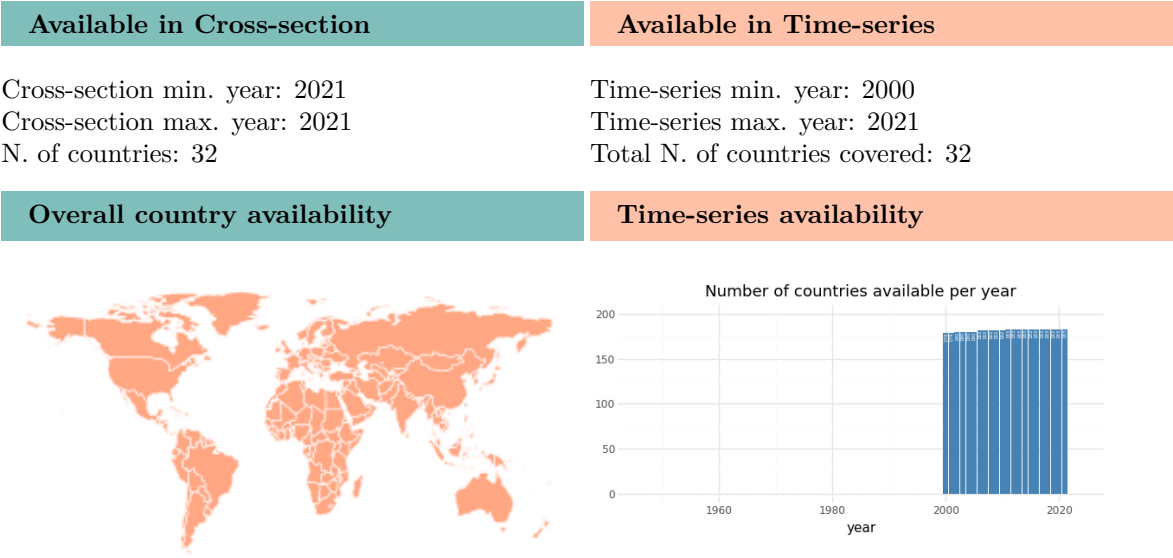 Available in Cross-section
Cross-section min. year: 2021
Cross-section max. year: 2021
N. of countries: 32
Available in Time-series
Time-series min. year: 2000
Time-series max. year: 2021
Total N. of countries covered: 32
Overall country availability
Time-series availability
Number of countries available per year
200
150
100
50
0
1960
1980
2000
2020
year